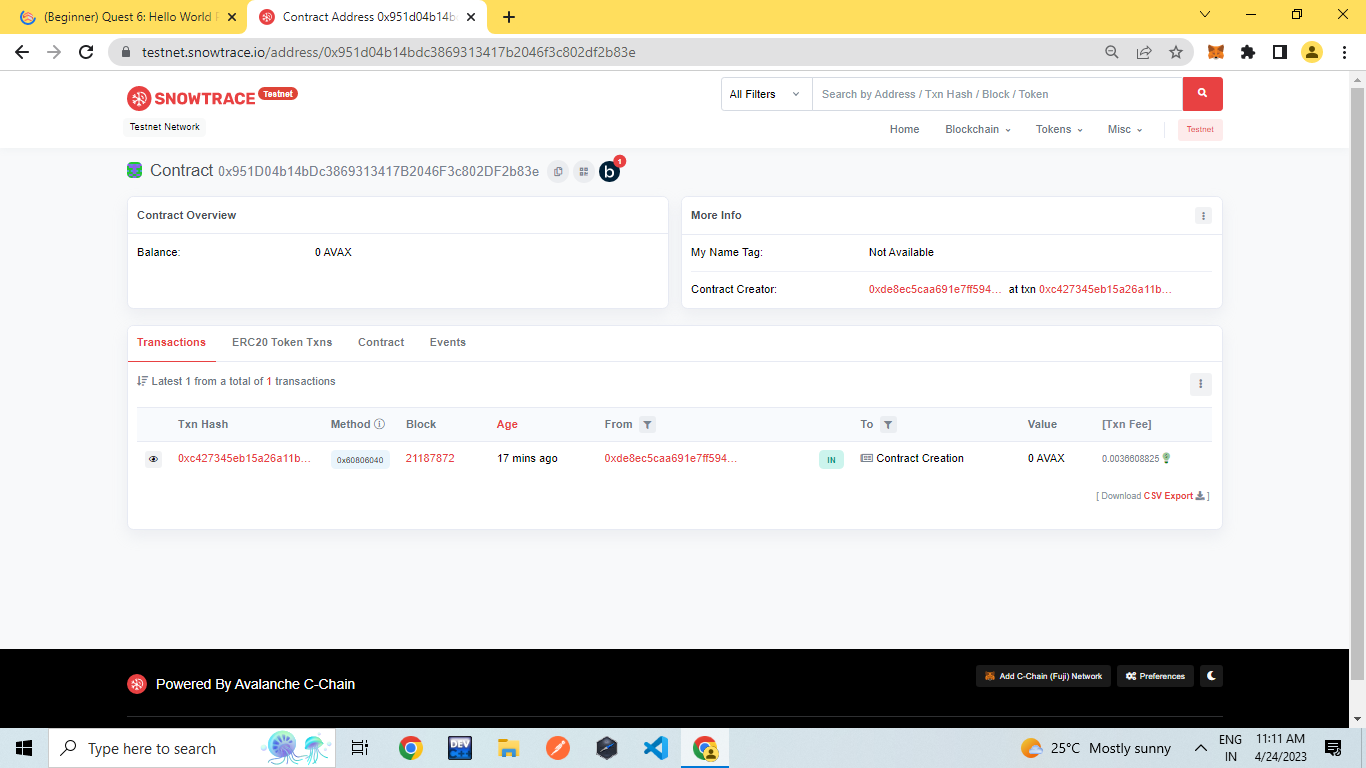 (Beginner) Quest 6: Hello World
Contract Address 0x951d04b14b
testnet.snowtrace.io/address/0x951d04b14bdc3869313417b2046f3c802df2b83e
SNOWTRACE Testnet
All Filters
Search by Address / Txn Hash / Block / Token
Testnet Network
Home Blockchain Tokens Misc Testnet
Contract 0x951D04b14bDc3869313417B2046F3c802DF2b83e
b 1
Contract Overview
Balance: 0 AVAX
More Info
My Name Tag: Not Available
Contract Creator: 0xde8ec5caa691e7ff594... at txn 0xc427345eb15a26a11b...
Transactions ERC20 Token Txns Contract Events
Latest 1 from a total of 1 transactions
Txn Hash Method Block Age From To Value [Txn Fee]
0xc427345eb15a26a11b... 0x60806040 21187872 17 mins ago 0xde8ec5caa691e7ff594... IN Contract Creation 0 AVAX 0.0036608825
[ Download CSV Export ]
Powered By Avalanche C-Chain
Add C-Chain (Fuji) Network Preferences
Type here to search
DEV
25°C Mostly sunny
ENG
IN
11:11 AM
4/24/2023